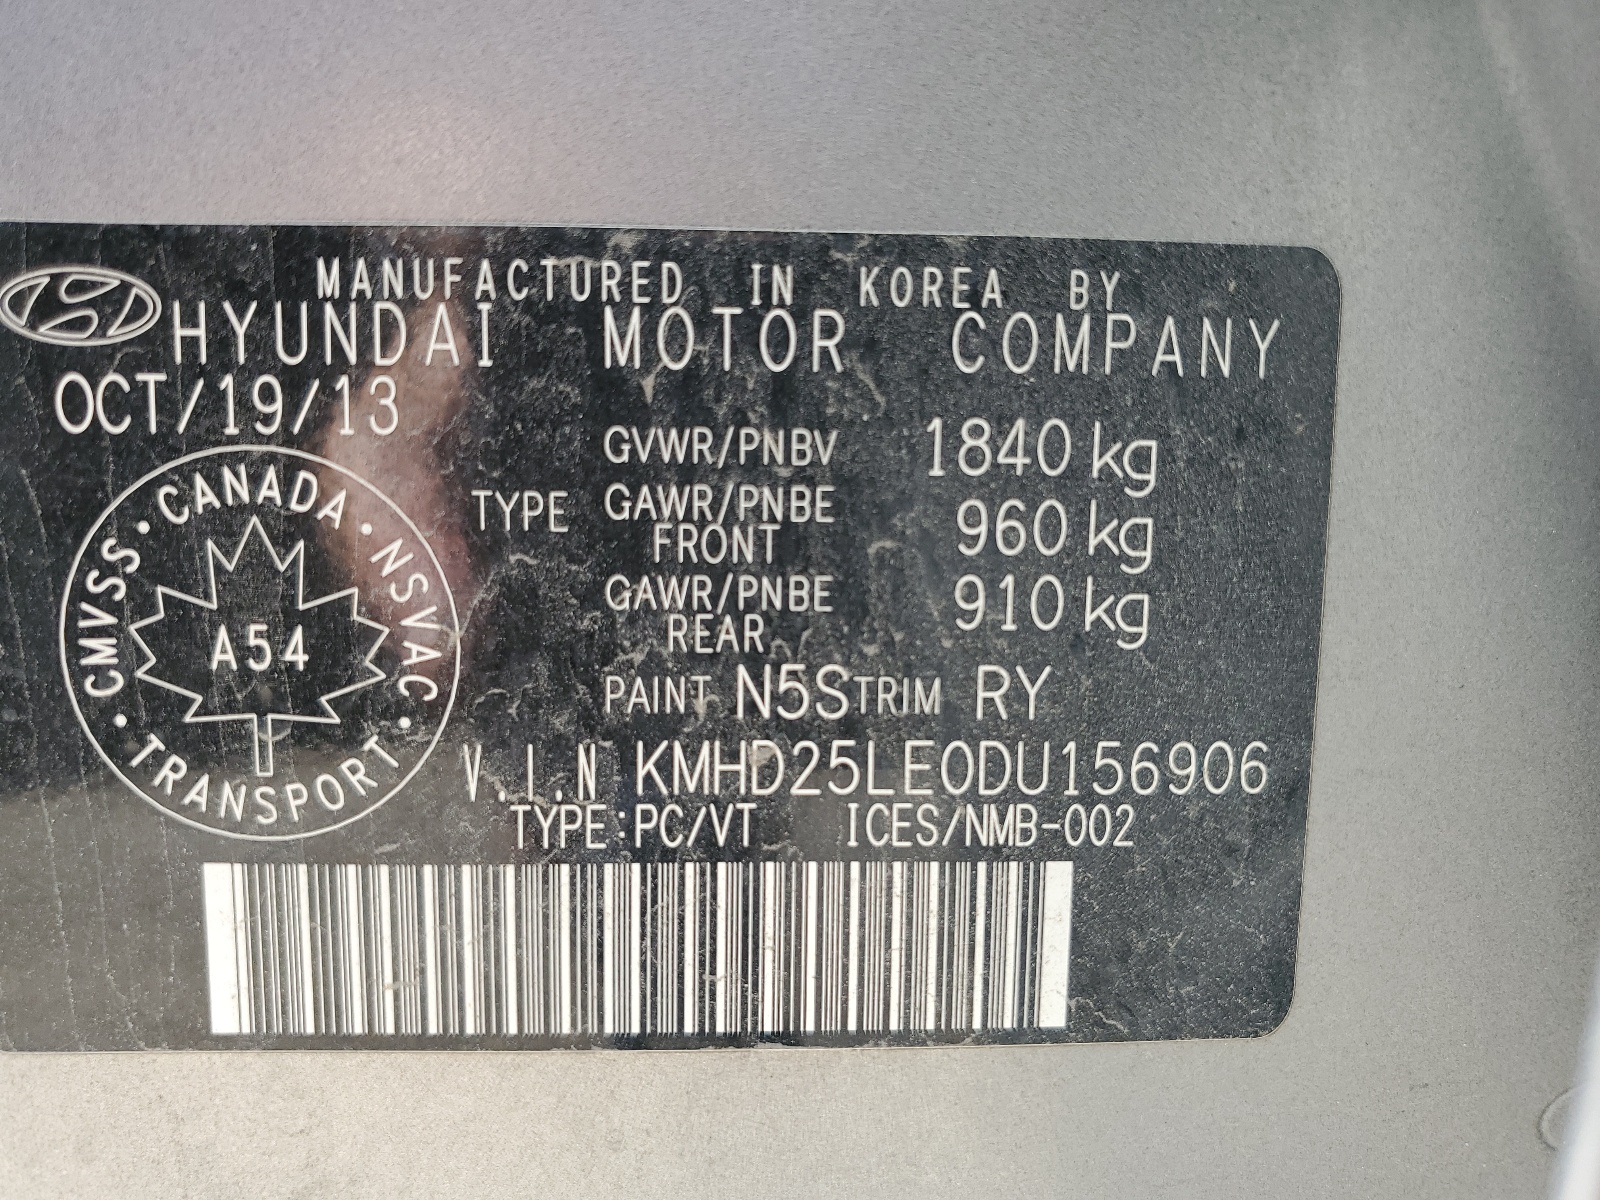 MANUFACTURED IN KOREA BY
HYUNDAI MOTOR COMPANY
OCT/19/13
GVWR/PNBV 1840 kg
TYPE GAWR/PNBE FRONT 960 kg
GAWR/PNBE REAR 910 kg
PAINT N5S TRIM RY
V.I.N KMHD25LE0DU156906
TYPE:PC/VT ICES/NMB-002
CANADA · NSVAC · TRANSPORT · CMVSS ·
A54